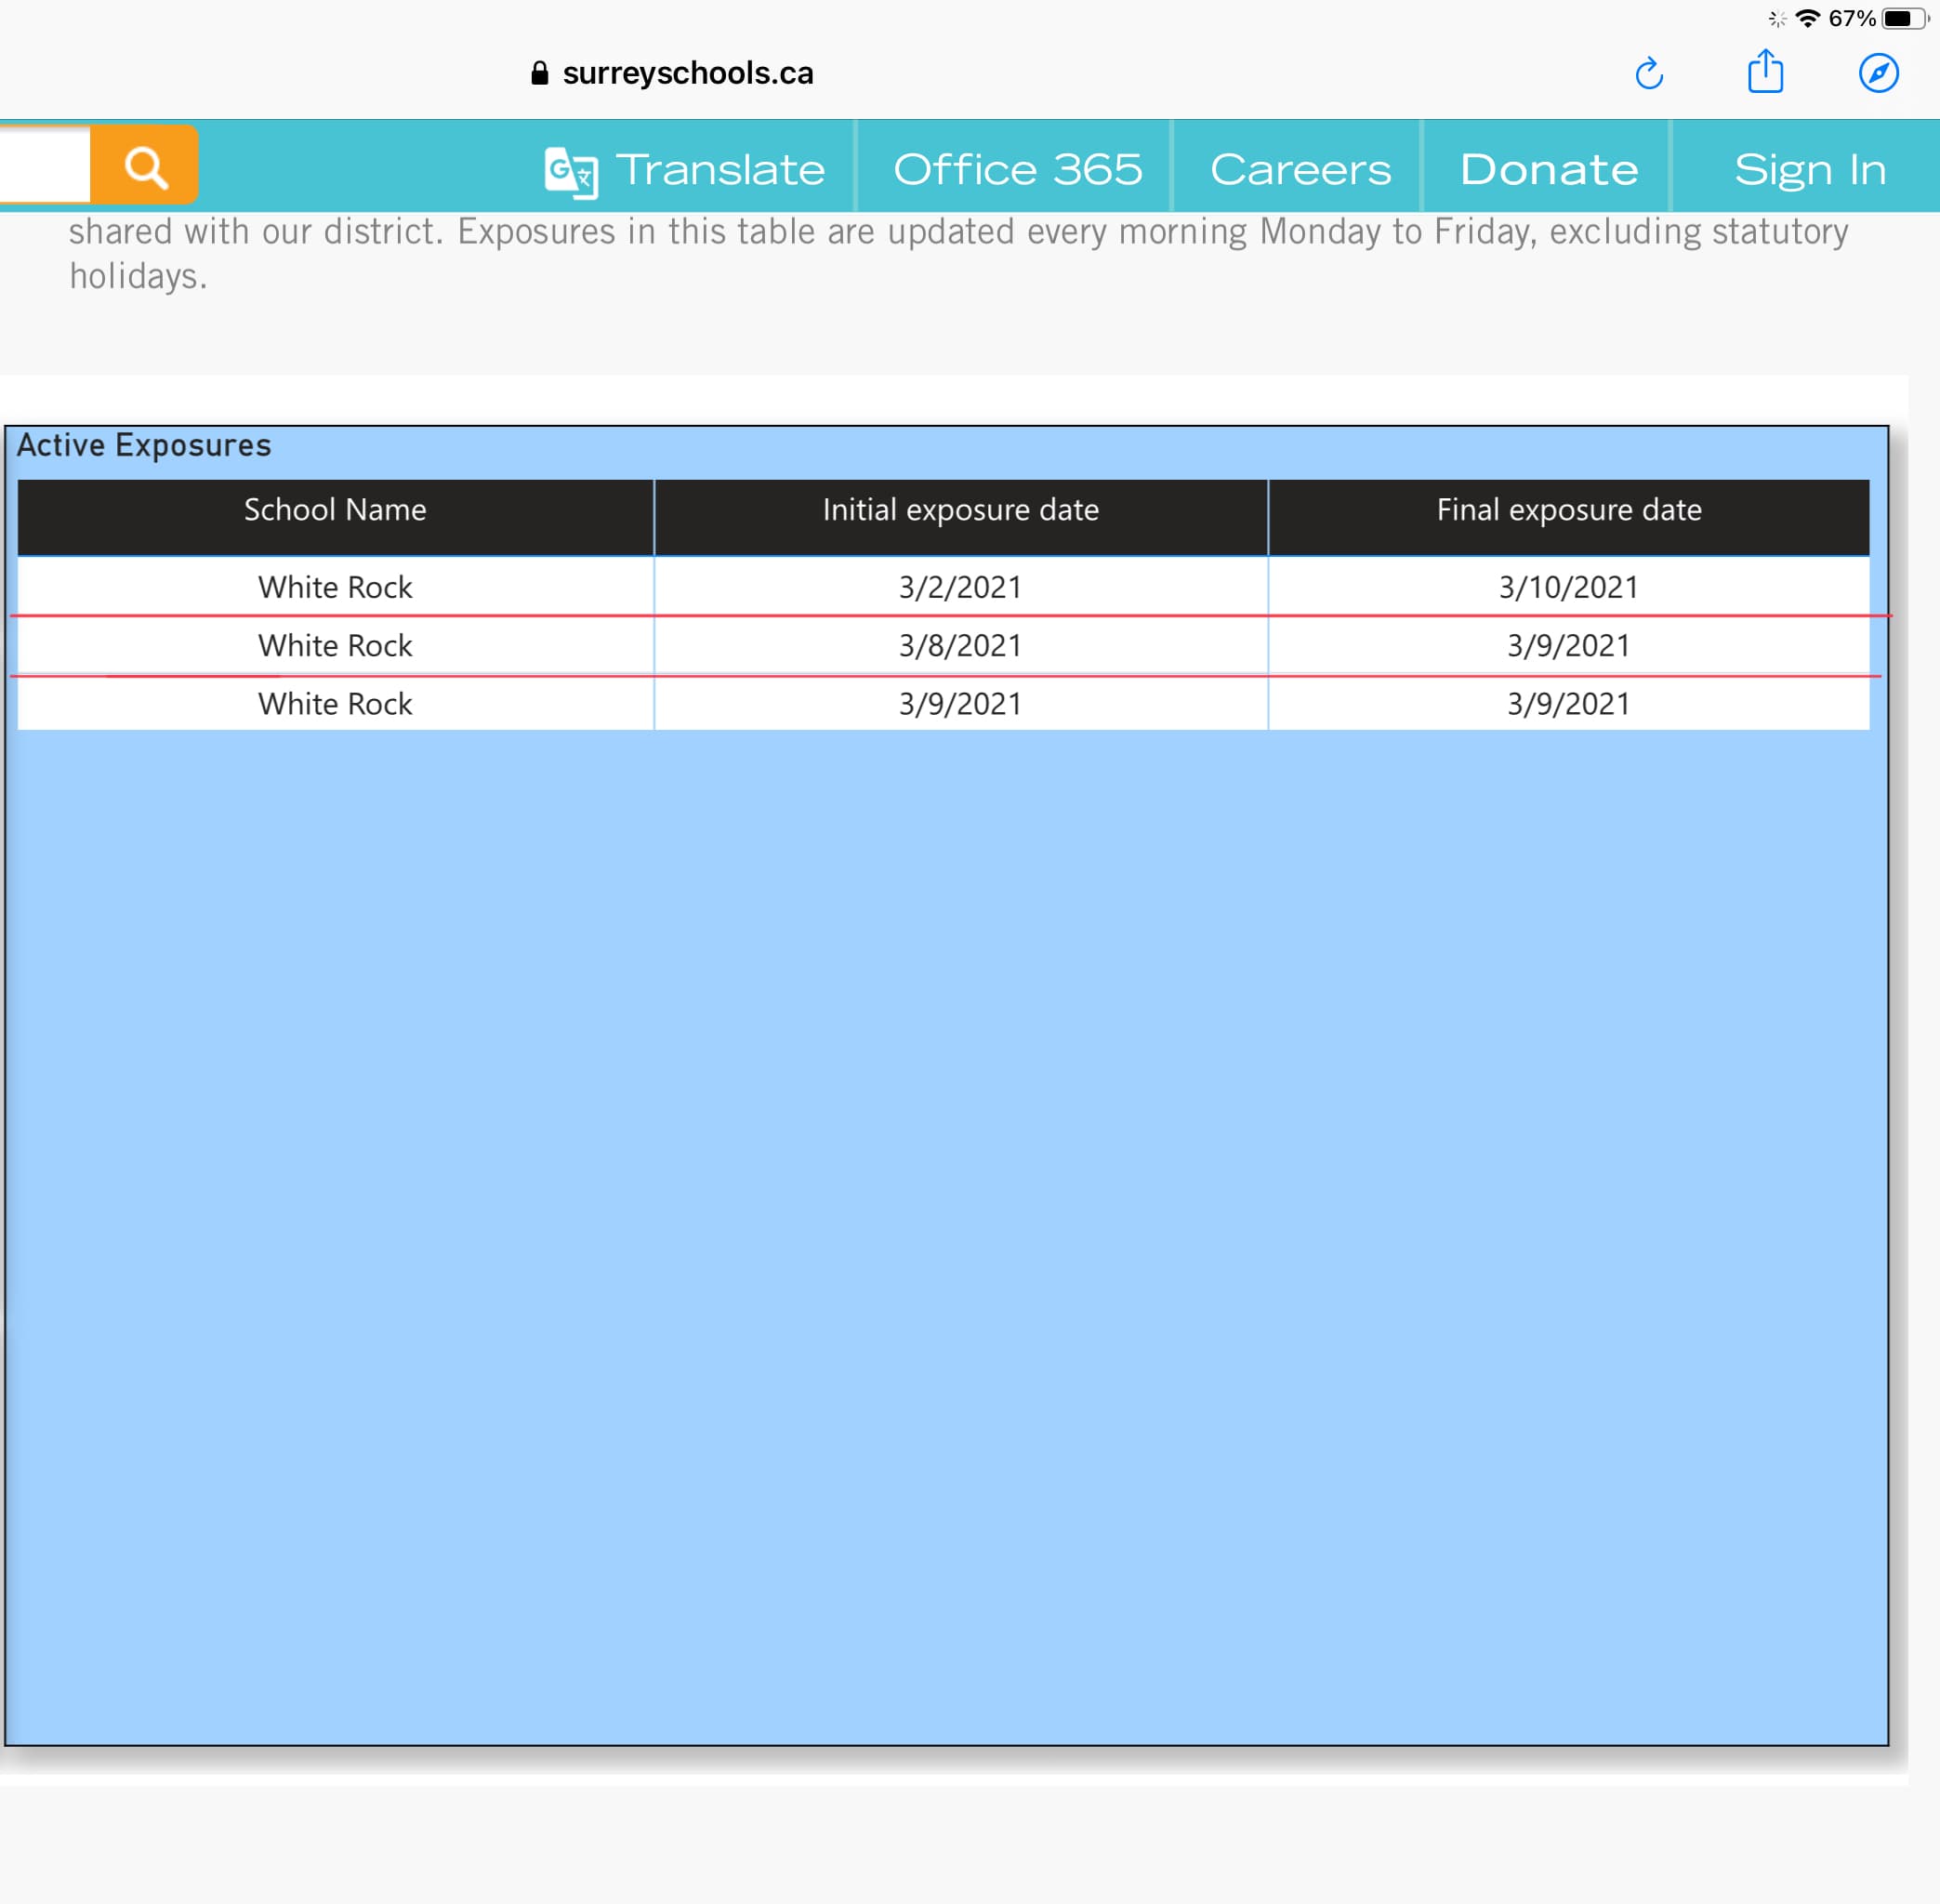 67%
surreyschools.ca
Translate Office 365 Careers Donate Sign In
shared with our district. Exposures in this table are updated every morning Monday to Friday, excluding statutory
holidays.
Active Exposures
School Name Initial exposure date Final exposure date
White Rock 3/2/2021 3/10/2021
White Rock 3/8/2021 3/9/2021
White Rock 3/9/2021 3/9/2021